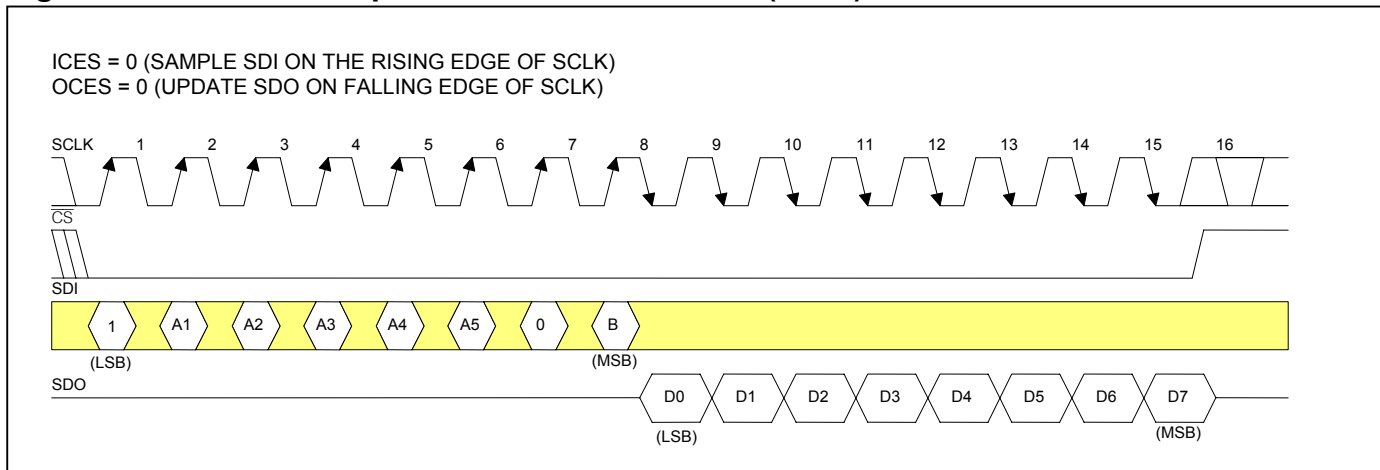 ICES = 0 (SAMPLE SDI ON THE RISING EDGE OF SCLK)
OCES = 0 (UPDATE SDO ON FALLING EDGE OF SCLK)
SCLK 1 2 3 4 5 6 7 8 9 10 11 12 13 14 15 16
CS
SDI
1 A1 A2 A3 A4 A5 0 B
(LSB) (MSB)
SDO
D0 D1 D2 D3 D4 D5 D6 D7
(LSB) (MSB)